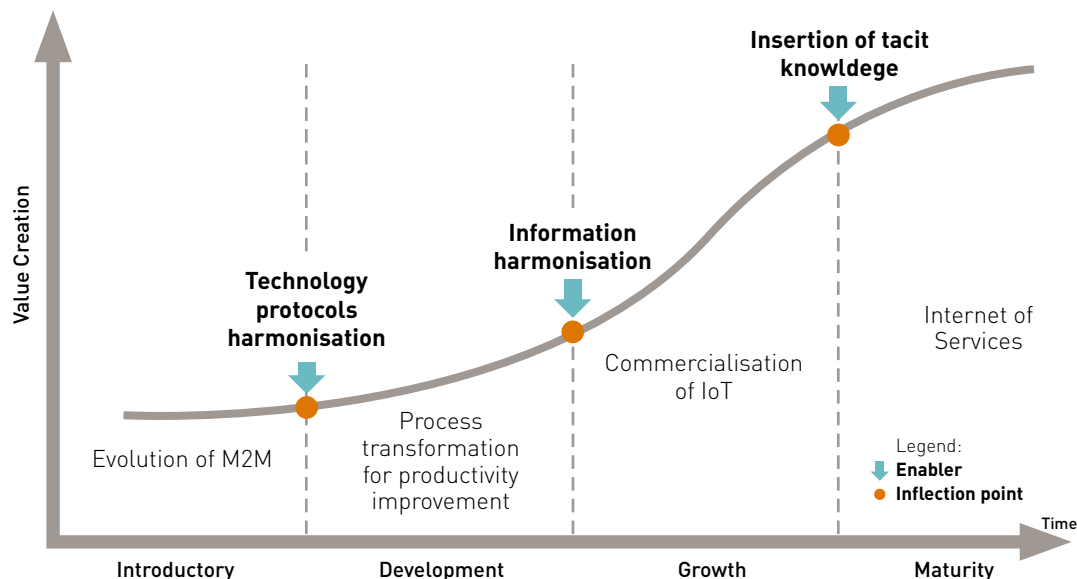 Insertion of tacit
knowldege
Value Creation
Information
harmonisation
Technology
protocols
harmonisation
Internet of
Services
Commercialisation
of IoT
Process
transformation
for productivity
improvement
Evolution of M2M
Legend:
Enabler
Inflection point
Time
Introductory
Development
Growth
Maturity